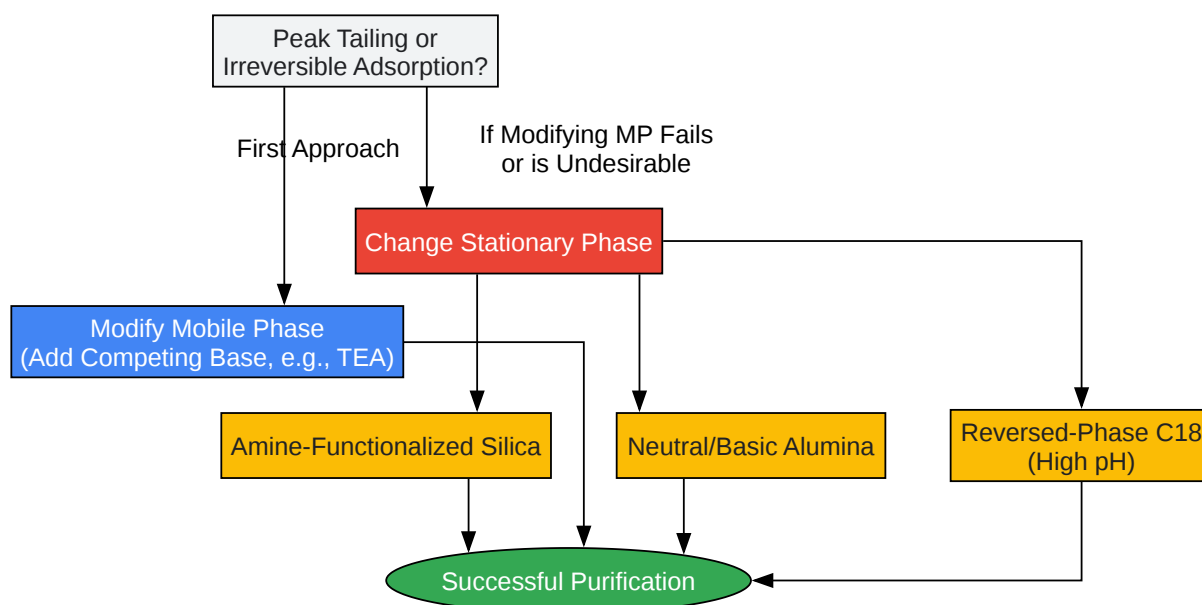 Peak Tailing or
Irreversible Adsorption?
First Approach
If Modifying MP Fails
or is Undesirable
Change Stationary Phase
Modify Mobile Phase
(Add Competing Base, e.g., TEA)
Amine-Functionalized Silica
Neutral/Basic Alumina
Reversed-Phase C18
(High pH)
Successful Purification